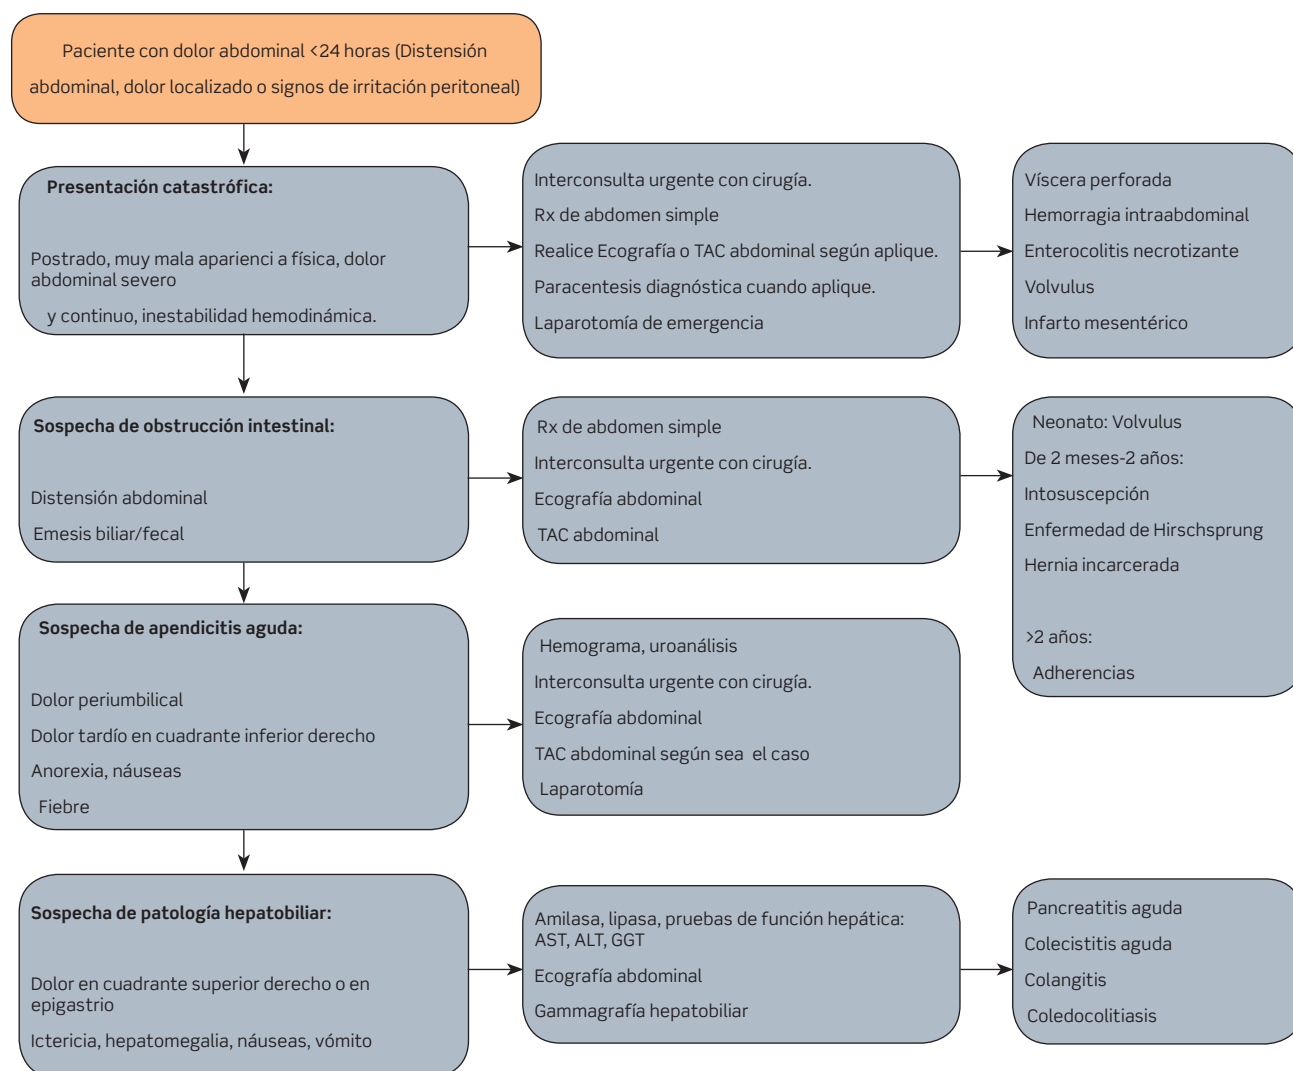 Paciente con dolor abdominal <24 horas (Distensión
abdominal, dolor localizado o signos de irritación peritoneal)
Presentación catastrófica:
Postrado, muy mala aparienci a física, dolor
abdominal severo
y continuo, inestabilidad hemodinámica.
Interconsulta urgente con cirugía.
Rx de abdomen simple
Realice Ecografía o TAC abdominal según aplique.
Paracentesis diagnóstica cuando aplique.
Laparotomía de emergencia
Víscera perforada
Hemorragia intraabdominal
Enterocolitis necrotizante
Volvulus
Infarto mesentérico
Sospecha de obstrucción intestinal:
Distensión abdominal
Emesis biliar/fecal
Rx de abdomen simple
Interconsulta urgente con cirugía.
Ecografía abdominal
TAC abdominal
Neonato: Volvulus
De 2 meses-2 años:
Intosuscepción
Enfermedad de Hirschsprung
Hernia incarcerada
>2 años:
Adherencias
Sospecha de apendicitis aguda:
Dolor periumbilical
Dolor tardío en cuadrante inferior derecho
Anorexia, náuseas
Fiebre
Hemograma, uroanálisis
Interconsulta urgente con cirugía.
Ecografía abdominal
TAC abdominal según sea el caso
Laparotomía
Sospecha de patología hepatobiliar:
Dolor en cuadrante superior derecho o en
epigastrio
Ictericia, hepatomegalia, náuseas, vómito
Amilasa, lipasa, pruebas de función hepática:
AST, ALT, GGT
Ecografía abdominal
Gammagrafía hepatobiliar
Pancreatitis aguda
Colecistitis aguda
Colangitis
Coledocolitiasis